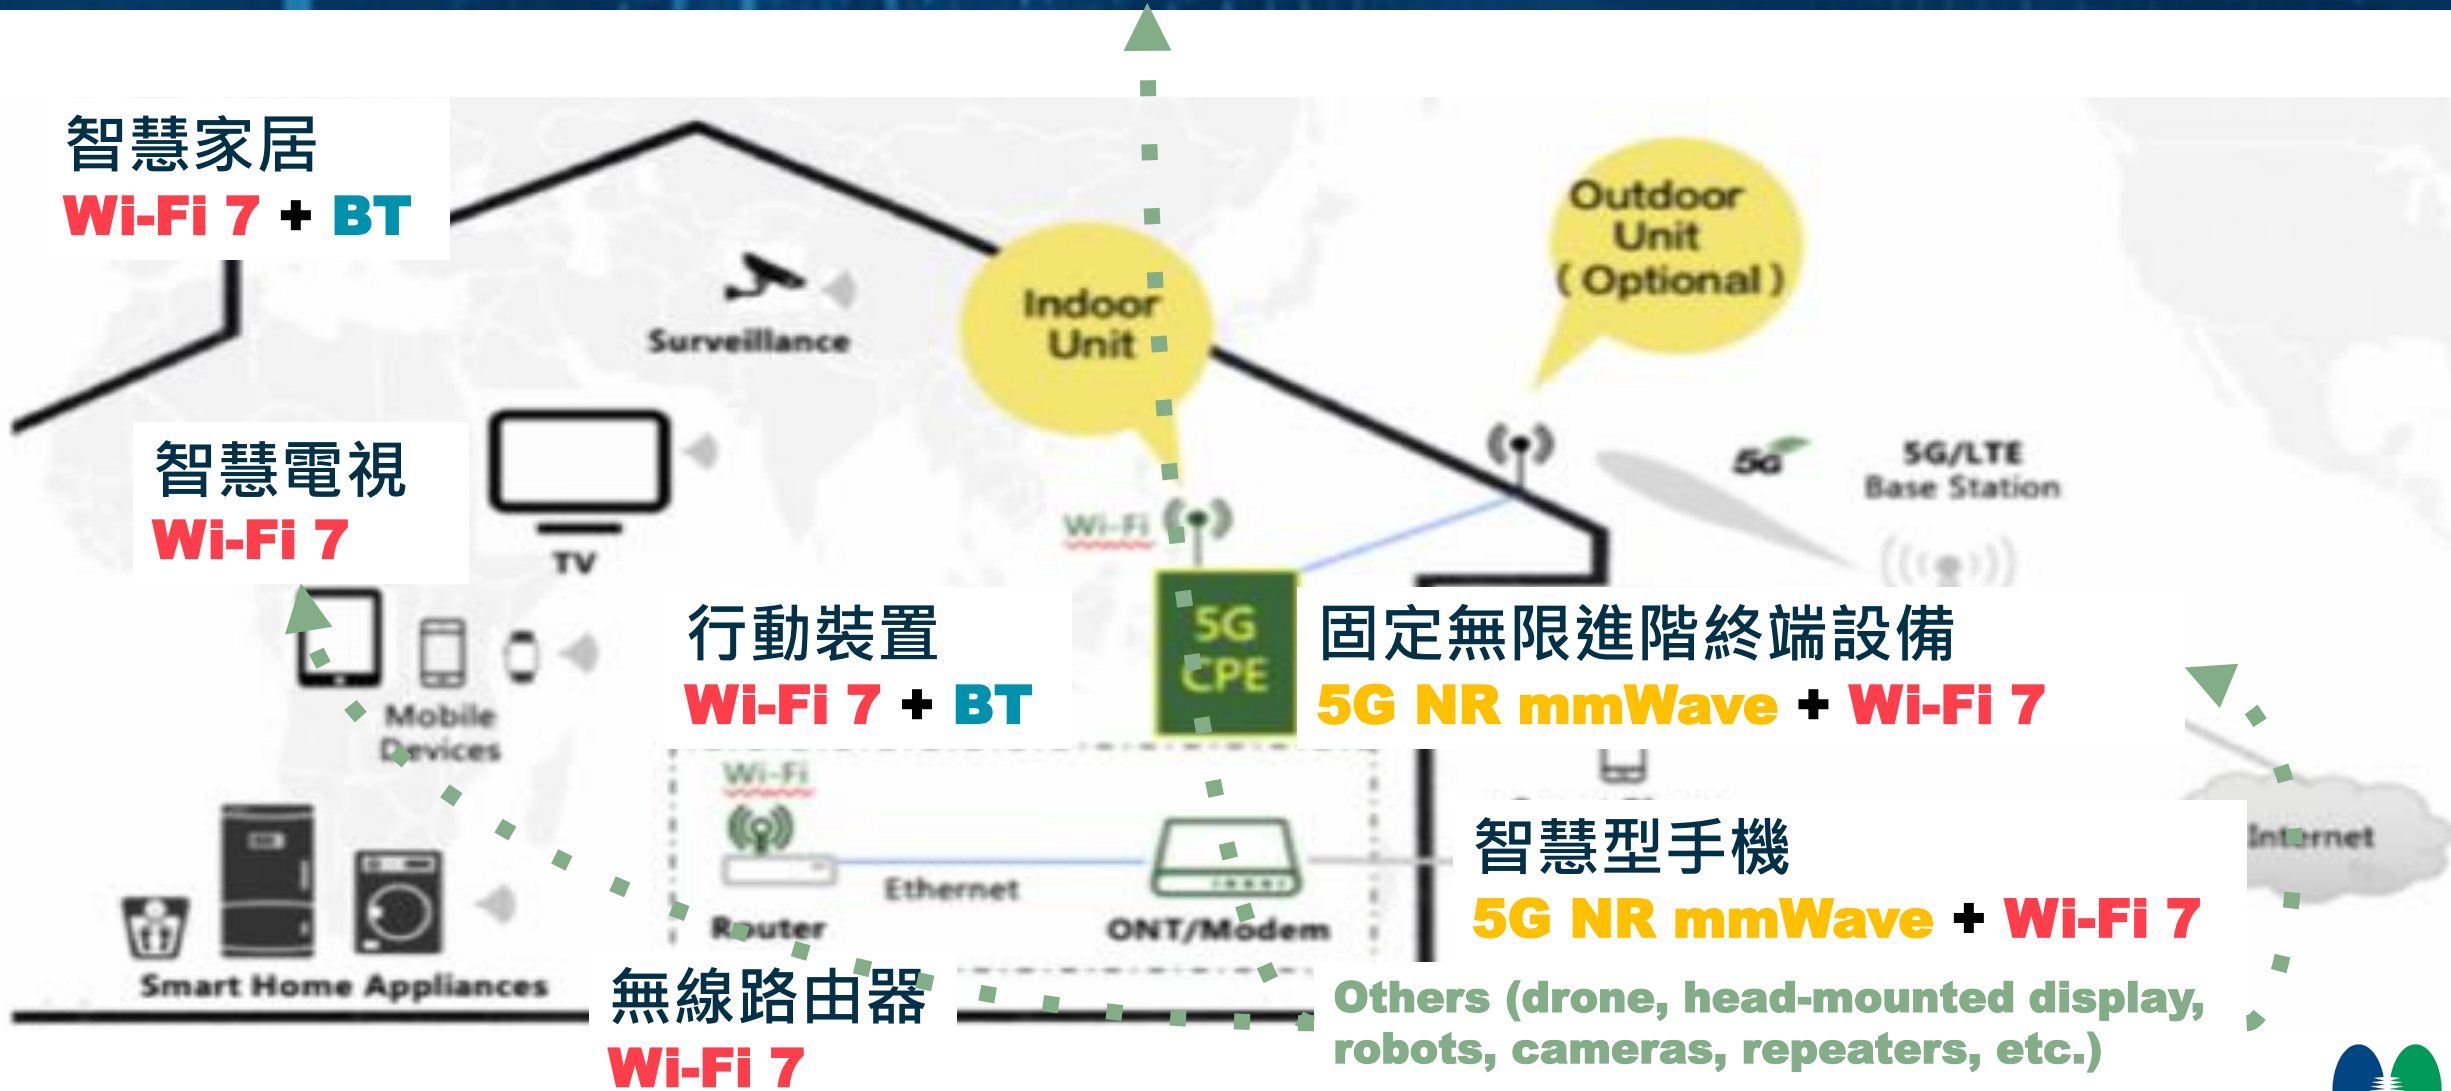 智慧家居
Wi-Fi 7 + BT
Outdoor
Unit
(Optional)
Indoor
Unit
Surveillance
智慧電視
Wi-Fi 7
TV
5G
5G/LTE
Base Station
Wi-Fi
5G
CPE
行動裝置
Wi-Fi 7 + BT
固定無限進階終端設備
5G NR mmWave + Wi-Fi 7
Mobile
Devices
Wi-Fi
Ethernet
Router
ONT/Modem
智慧型手機
5G NR mmWave + Wi-Fi 7
Internet
Smart Home Appliances
無線路由器
Wi-Fi 7
Others (drone, head-mounted display,
robots, cameras, repeaters, etc.)